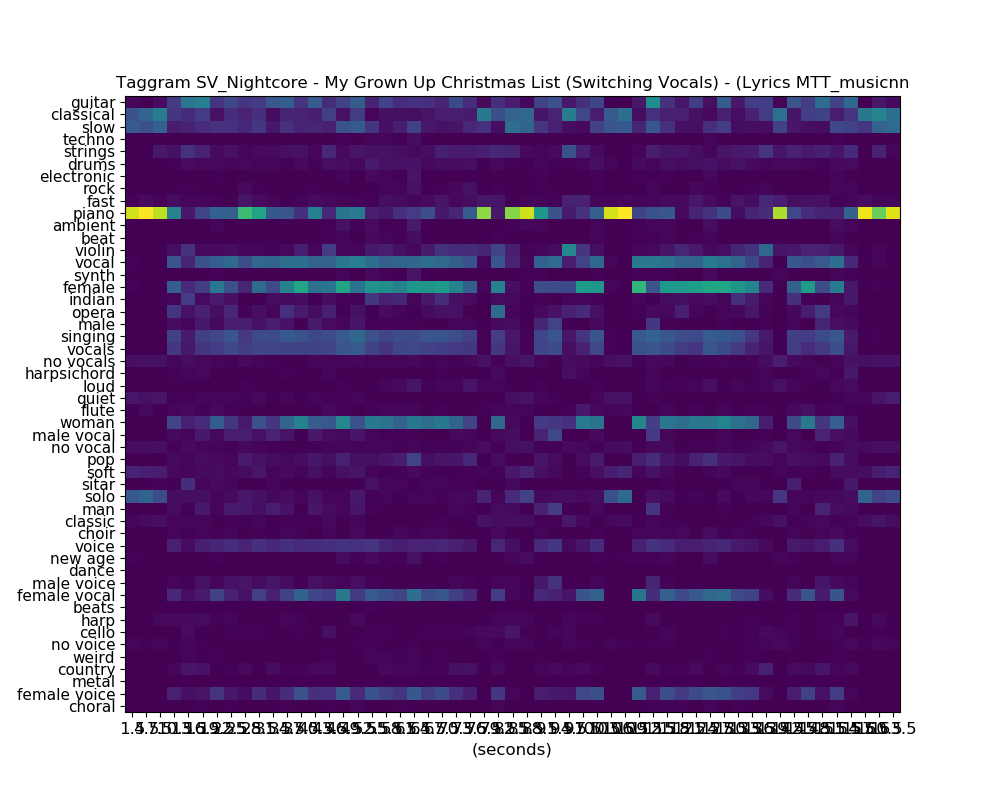 Taggram SV_Nightcore - My Grown Up Christmas List (Switching Vocals) - (Lyrics MTT_musicnn
guitar
classical
slow
techno
strings
drums
electronic
rock
fast
piano
ambient
beat
violin
vocal
synth
female
indian
opera
male
singing
vocals
no vocals
harpsichord
loud
quiet
flute
woman
male vocal
no vocal
pop
soft
sitar
solo
man
classic
choir
voice
new age
dance
male voice
female vocal
beats
harp
cello
no voice
weird
country
metal
female voice
choral
(seconds)